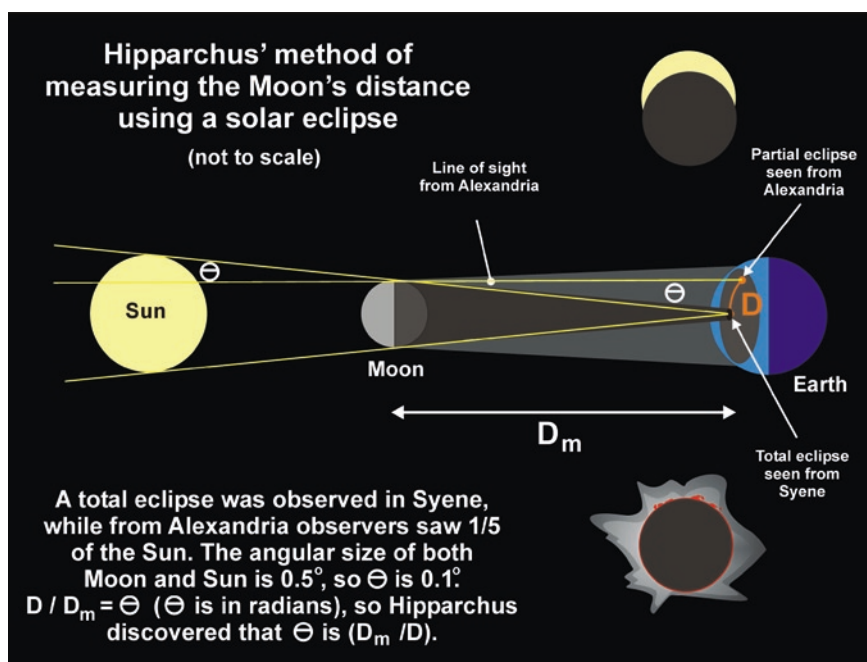 Hipparchus' method of
measuring the Moon's distance
using a solar eclipse
(not to scale)
Line of sight
from Alexandria
Partial eclipse
seen from
Alexandria
Ɵ
Sun
Ɵ
D
Moon
Earth
Dm
Total eclipse
seen from
Syene
A total eclipse was observed in Syene,
while from Alexandria observers saw 1/5
of the Sun. The angular size of both
Moon and Sun is 0.5°, so Ɵ is 0.1°.
D / Dm = Ɵ (Ɵ is in radians), so Hipparchus
discovered that Ɵ is (Dm /D).